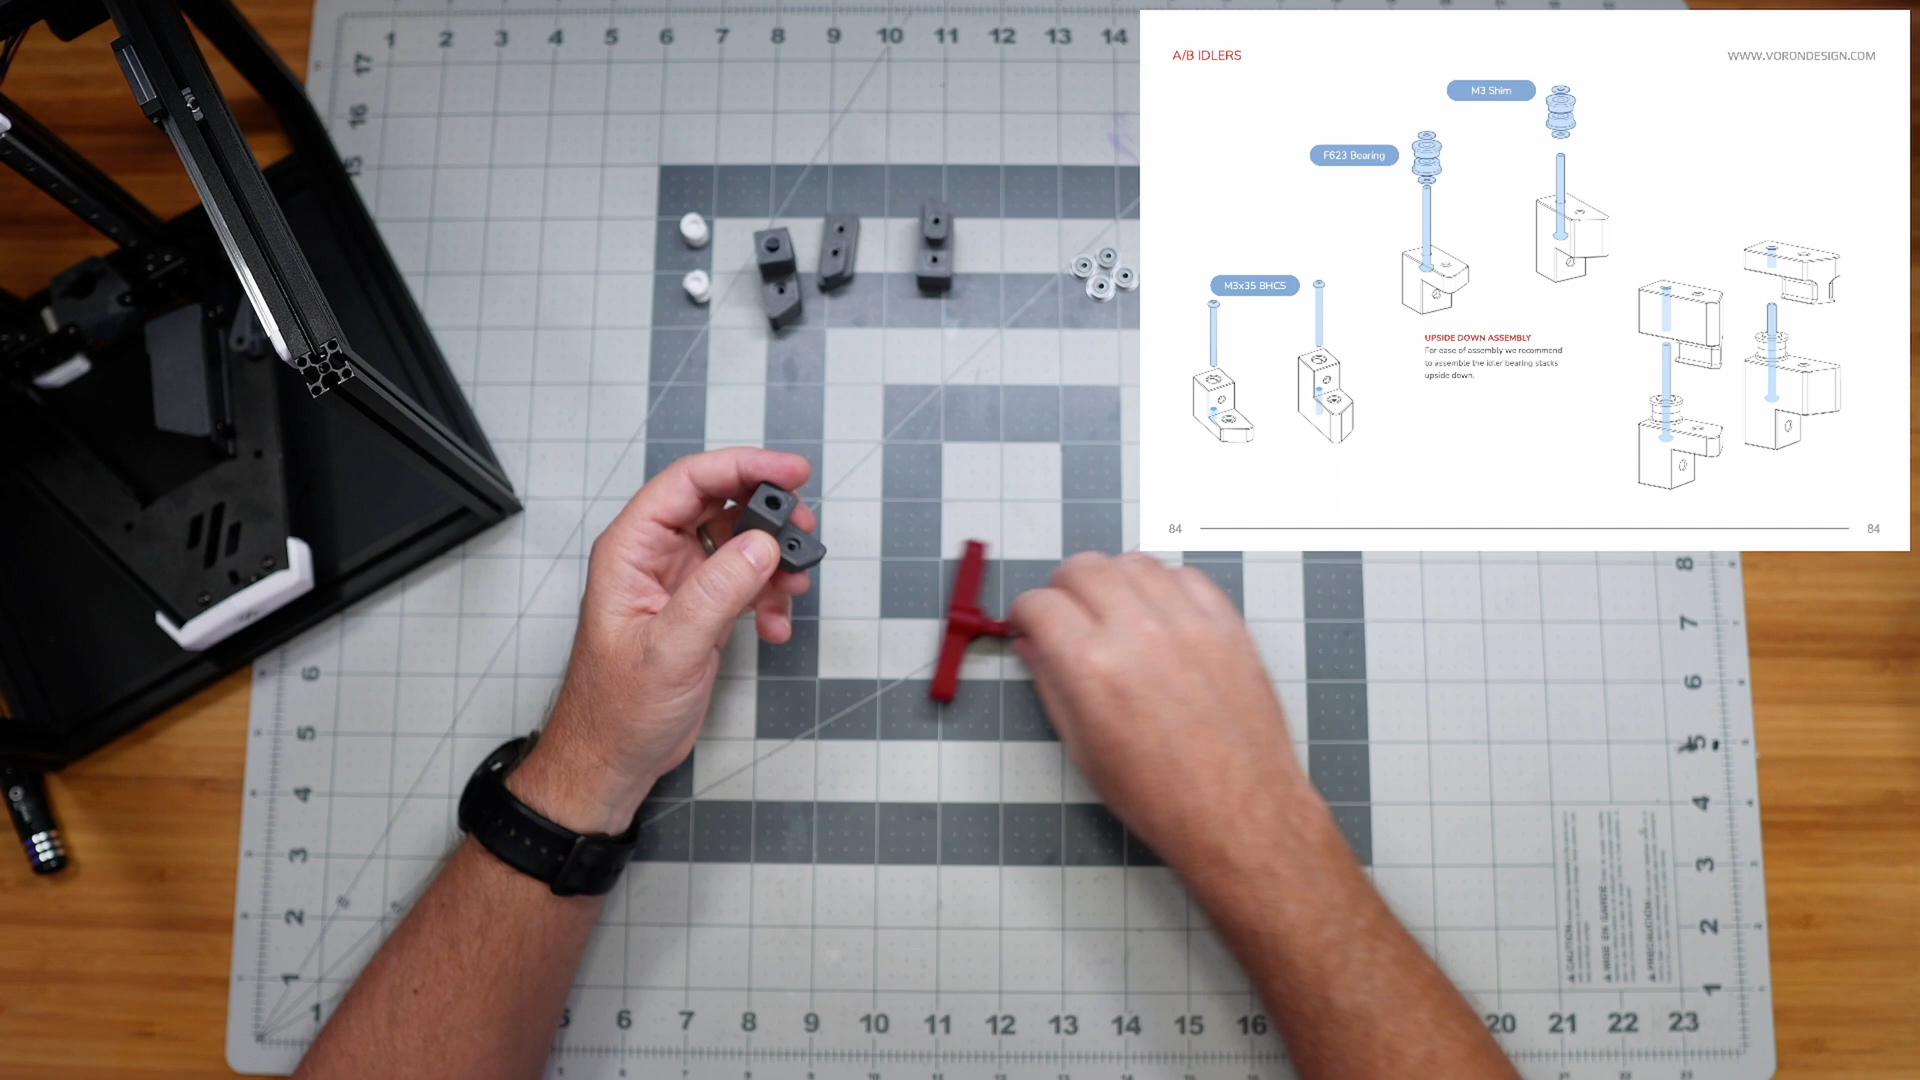 A/B IDLERS
WWW.VORONDESIGN.COM
M3 Shim
F623 Bearing
M3x35 BHCS
UPSIDE DOWN ASSEMBLY
For ease of assembly we recommend
to assemble the idler bearing stacks
upside down.
84
84
1 2 3 4 5 6 7 8 9 10 11 12 13 14
17
16
15
8
7
6
5
4
3
2
1
6
5
4
3
2
1
1 5 6 7 8 9 10 11 12 13 14 15 16 20 21 22 23